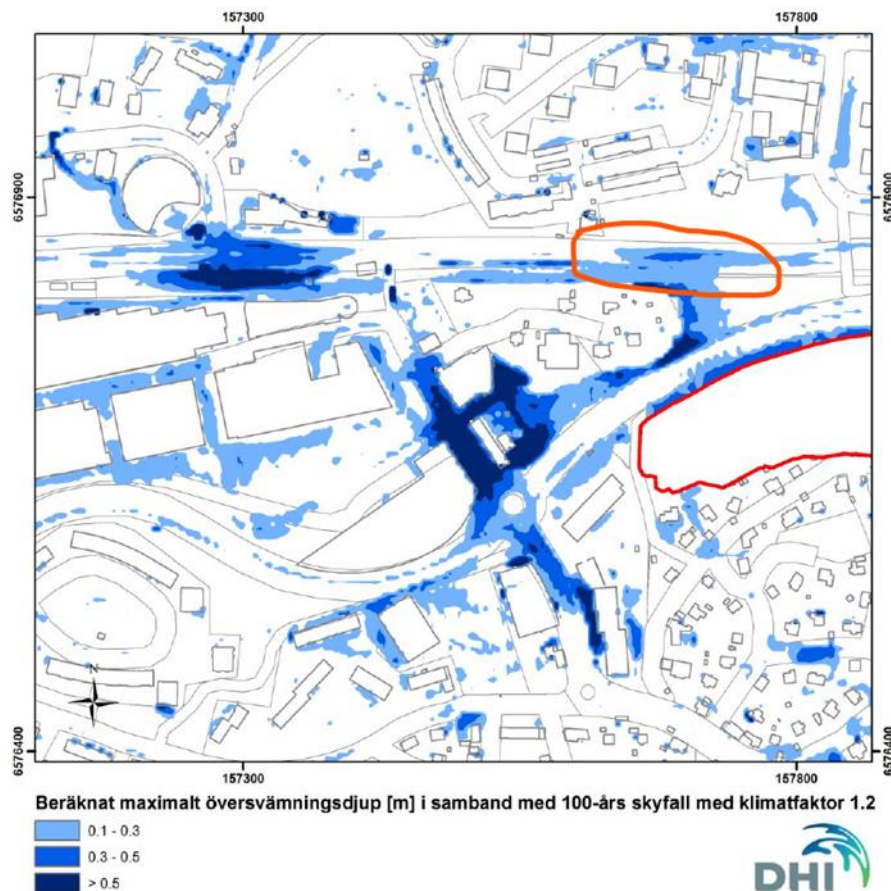 157300
157800
6576900
6576900
6576400
6576400
N
Beräknat maximalt översvämningsdjup [m] i samband med 100-års skyfall med klimatfaktor 1.2
0.1 - 0.3
0.3 - 0.5
> 0.5
157300
157800
DHI